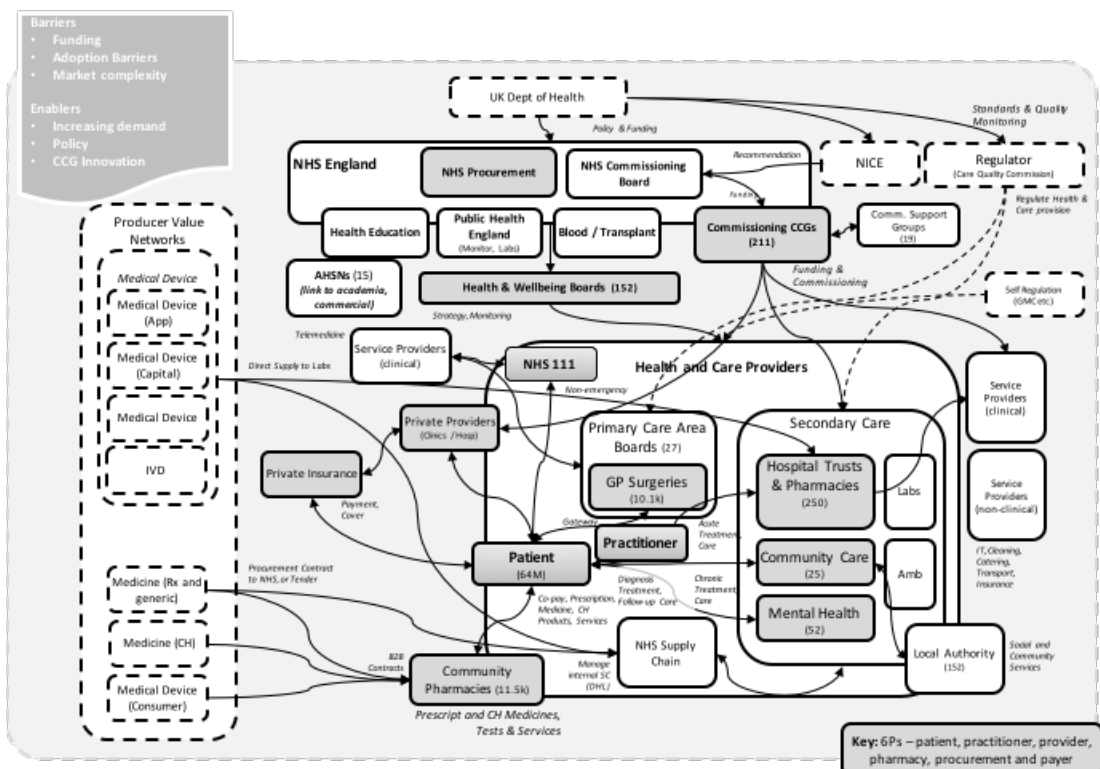 Barriers
• Funding
• Adoption Barriers
• Market complexity
Enablers
• Increasing demand
• Policy
• CCG Innovation
UK Dept of Health
Policy & Funding
Standards & Quality
Monitoring
NHS England
NHS Procurement
NHS Commissioning
Board
Recommendation
NICE
Regulator
(Care Quality Commission)
Funding
Regulate Health &
Care provision
Health Education
Public Health
England
(Monitor, Labs)
Blood / Transplant
Commissioning CCGs
(211)
Comm. Support
Groups
(19)
AHSNs (15)
(link to academia,
commercial)
Health & Wellbeing Boards (152)
Funding &
Commissioning
Self Regulation
(GMC etc)
Strategy, Monitoring
Producer Value
Networks
Medical Device
Medical Device
(App)
Medical Device
(Capital)
Medical Device
IVD
Telemedicine
Service Providers
(clinical)
NHS 111
Health and Care Providers
Direct Supply to Labs
Non-emergency
Service
Providers
(clinical)
Private Providers
(Clinics / Hosp)
Primary Care Area
Boards (27)
Secondary Care
GP Surgeries
(10.1k)
Hospital Trusts
& Pharmacies
(250)
Labs
Service
Providers
(non-clinical)
Private Insurance
Payment,
Cover
Gateway
Practitioner
Acute
Treatment,
Care
Patient
(64M)
Community Care
(25)
Amb
IT, Cleaning,
Catering,
Transport,
Insurance
Procurement Contract
to NHS, or Tender
Medicine (Rx and
generic)
Co-pay, Prescription,
Medicine, CH
Products, Services
Diagnosis
Treatment,
Follow-up Care
Chronic
Treatment,
Care
Mental Health
(52)
Medicine (CH)
NHS Supply
Chain
Local Authority
(152)
Social and
Community
Services
B2B
Contracts
Community
Pharmacies (11.5k)
Manage
internal SC
(DHL)
Medical Device
(Consumer)
Prescript and CH Medicines,
Tests & Services
Key: 6Ps – patient, practitioner, provider,
pharmacy, procurement and payer